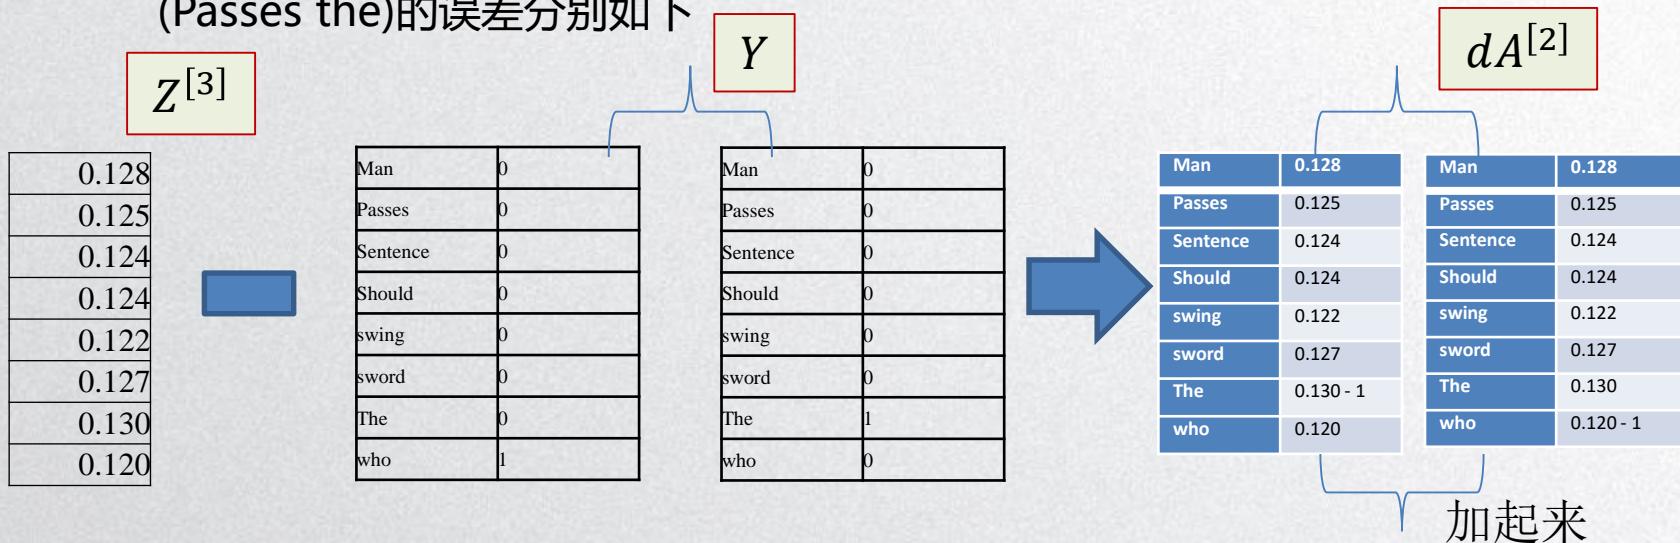 (Passes the)的误差分别如下
Z[3]
Y
dA[2]
0.128
0.125
0.124
0.124
0.122
0.127
0.130
0.120
Man 0
Passes 0
Sentence 0
Should 0
swing 0
sword 0
The 0
who 1
Man 0
Passes 0
Sentence 0
Should 0
swing 0
sword 0
The 1
who 0
Man 0.128
Passes 0.125
Sentence 0.124
Should 0.124
swing 0.122
sword 0.127
The 0.130 - 1
who 0.120
Man 0.128
Passes 0.125
Sentence 0.124
Should 0.124
swing 0.122
sword 0.127
The 0.130
who 0.120 - 1
加起来